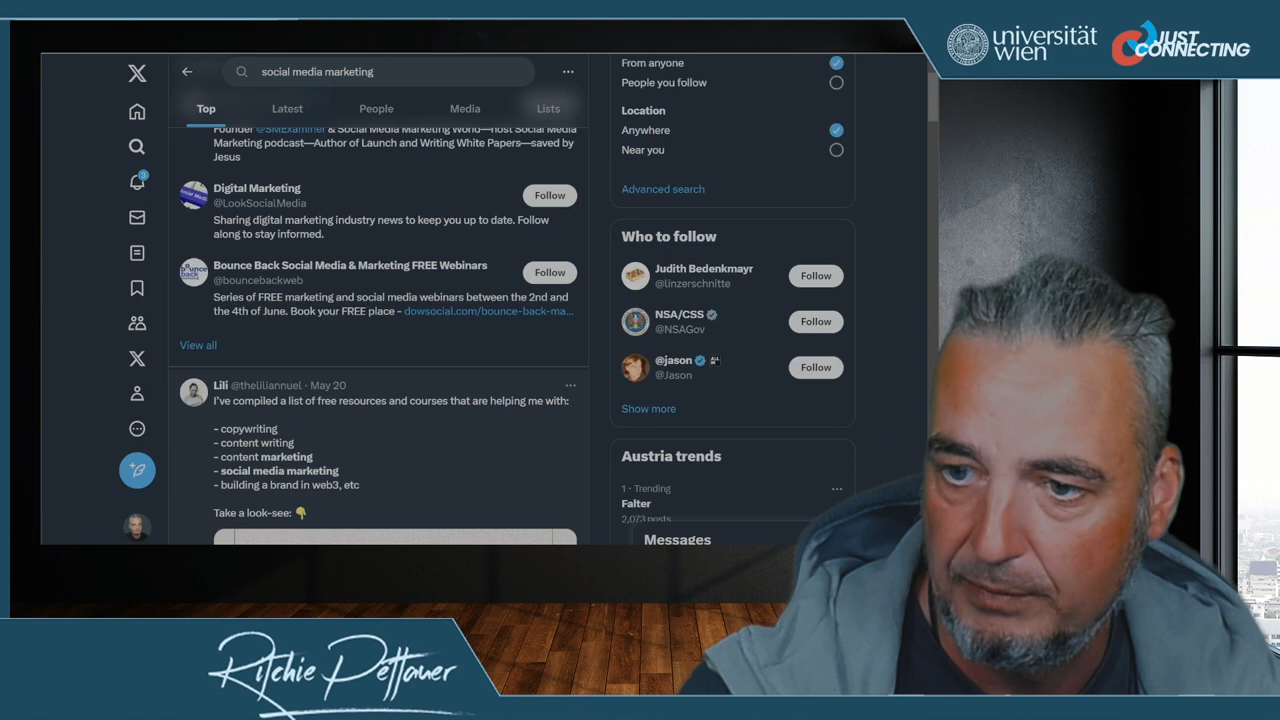 universität
wien
JUST
CONNECTING
social media marketing
Top
Latest
People
Media
Lists
Founder @SMExaminer & Social Media Marketing World—host Social Media
Marketing podcast—Author of Launch and Writing White Papers—saved by
Jesus
Digital Marketing
@LookSocialMedia
Follow
Sharing digital marketing industry news to keep you up to date. Follow
along to stay informed.
Bounce Back Social Media & Marketing FREE Webinars
@bouncebackweb
Follow
Series of FREE marketing and social media webinars between the 2nd and
the 4th of June. Book your FREE place - dowsocial.com/bounce-back-ma...
View all
Lili @theliliannuel · May 20
I've compiled a list of free resources and courses that are helping me with:
- copywriting
- content writing
- content marketing
- social media marketing
- building a brand in web3, etc
Take a look-see: 👇
3
From anyone
People you follow
Location
Anywhere
Near you
Advanced search
Who to follow
Judith Bedenkmayr
@linzerschnitte
Follow
NSA/CSS
@NSAGov
Follow
@jason
@Jason
Follow
Show more
Austria trends
1 · Trending
Falter
2,073 posts
Messages
Ritchie Pettauer